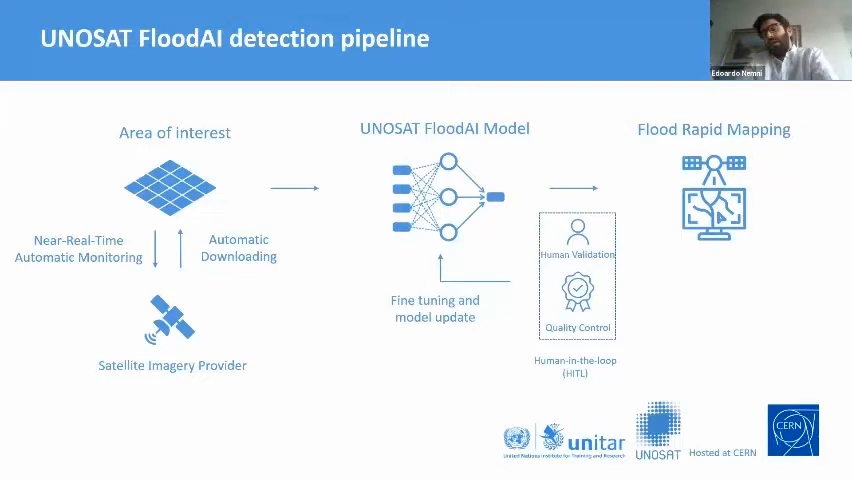 UNOSAT FloodAI detection pipeline
Edoardo Nemni
Area of interest
UNOSAT FloodAI Model
Flood Rapid Mapping
Near-Real-Time
Automatic Monitoring
Automatic
Downloading
Human Validation
Fine tuning and
model update
Quality Control
Satellite Imagery Provider
Human-in-the-loop
(HITL)
unitar
United Nations Institute for Training and Research
UNOSAT
Hosted at CERN
CERN